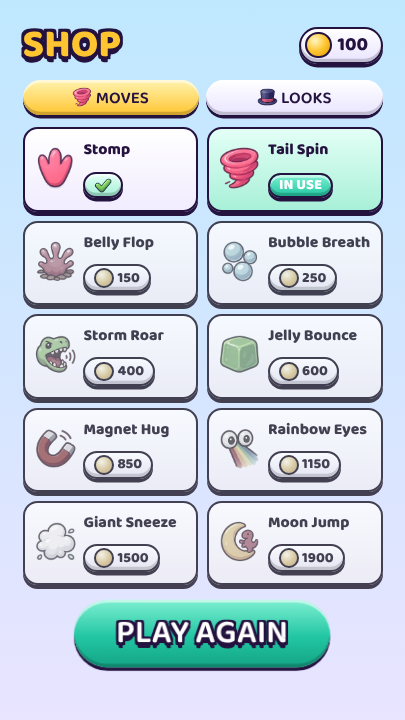 SHOP
100
MOVES
LOOKS
Stomp
Tail Spin
IN USE
Belly Flop
150
Bubble Breath
250
Storm Roar
400
Jelly Bounce
600
Magnet Hug
850
Rainbow Eyes
1150
Giant Sneeze
1500
Moon Jump
1900
PLAY AGAIN